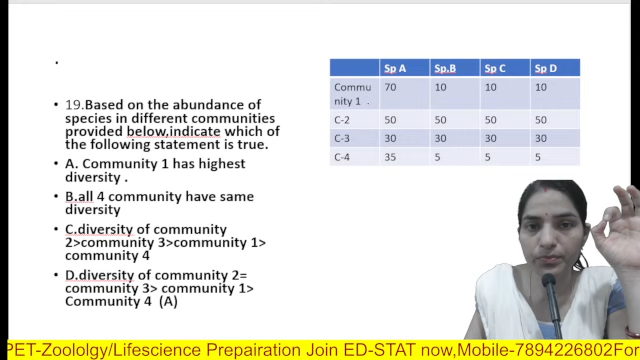 .
19.Based on the abundance of
species in different communities
provided below,indicate which of
the following statement is true.
A. Community 1 has highest
diversity .
B.all 4 community have same
diversity
C.diversity of community
2>community 3>community 1>
community 4
D.diversity of community 2=
community 3> community 1>
Community 4 (A)
Sp A Sp.B Sp C Sp D
Commu
nity 1 . 70 10 10 10
C-2 50 50 50 50
C-3 30 30 30 30
C-4 35 5 5 5
PET-Zoololgy/Lifescience Prepairation Join ED-STAT now,Mobile-7894226802For